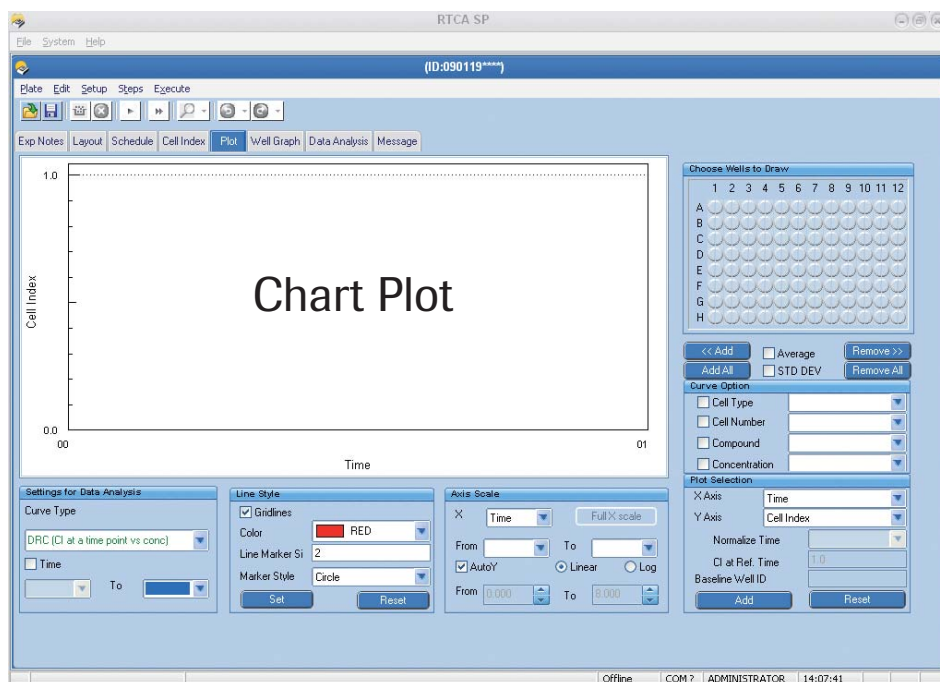 RTCA SP
File System Help
(ID:090119****)
Plate Edit Setup Steps Execute
Exp Notes Layout Schedule Cell Index Plot Well Graph Data Analysis Message
1.0
Cell Index
Chart Plot
0.0
00 01
Time
Choose Wells to Draw
1 2 3 4 5 6 7 8 9 10 11 12
A
B
C
D
E
F
G
H
<< Add Average Remove >>
Add All STD DEV Remove All
Curve Option
Cell Type
Cell Number
Compound
Concentration
Plot Selection
X Axis Time
Y Axis Cell Index
Normalize Time
CI at Ref. Time 1.0
Baseline Well ID
Add Reset
Settings for Data Analysis
Curve Type
DRC (CI at a time point vs conc)
Time
To
Line Style
Gridlines
Color RED
Line Marker Si 2
Marker Style Circle
Set Reset
Axis Scale
X Time Full X scale
From To
AutoY Linear Log
From 0.000 To 8.000
Offline COM ? ADMINISTRATOR 14:07:41